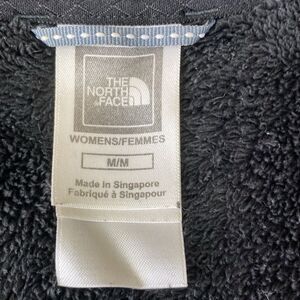 THE
NORTH
FACE
WOMENS/FEMMES
M/M
Made in Singapore
Fabriqué à Singapour